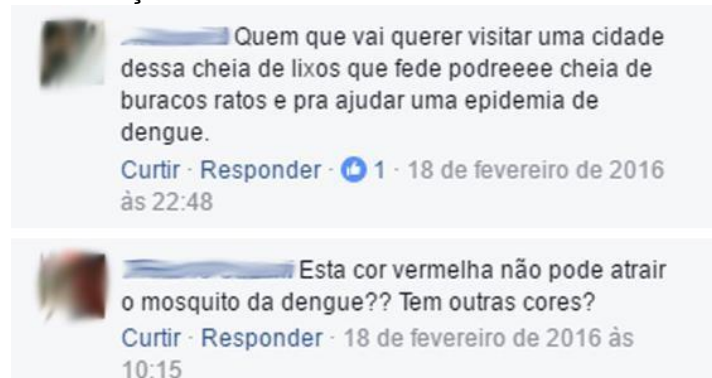 Quem que vai querer visitar uma cidade
dessa cheia de lixos que fede podreeee cheia de
buracos ratos e pra ajudar uma epidemia de
dengue.
Curtir · Responder · 1 · 18 de fevereiro de 2016
às 22:48
Esta cor vermelha não pode atrair
o mosquito da dengue?? Tem outras cores?
Curtir · Responder · 18 de fevereiro de 2016 às
10:15